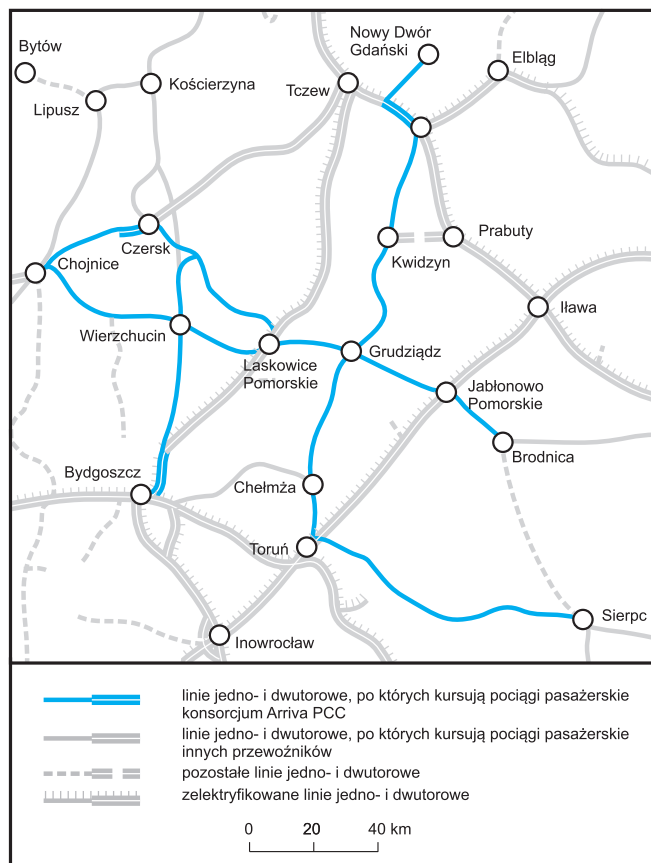 Bytów
Nowy Dwór
Gdański
Elbląg
Kościerzyna
Tczew
Lipusz
Czersk
Prabuty
Kwidzyn
Chojnice
Iława
Wierzchucin
Laskowice
Pomorskie
Grudziądz
Jabłonowo
Pomorskie
Brodnica
Bydgoszcz
Chełmża
Toruń
Sierpc
Inowrocław
linie jedno- i dwutorowe, po których kursują pociągi pasażerskie
konsorcjum Arriva PCC
linie jedno- i dwutorowe, po których kursują pociągi pasażerskie
innych przewoźników
pozostałe linie jedno- i dwutorowe
zelektryfikowane linie jedno- i dwutorowe
0 20 40 km